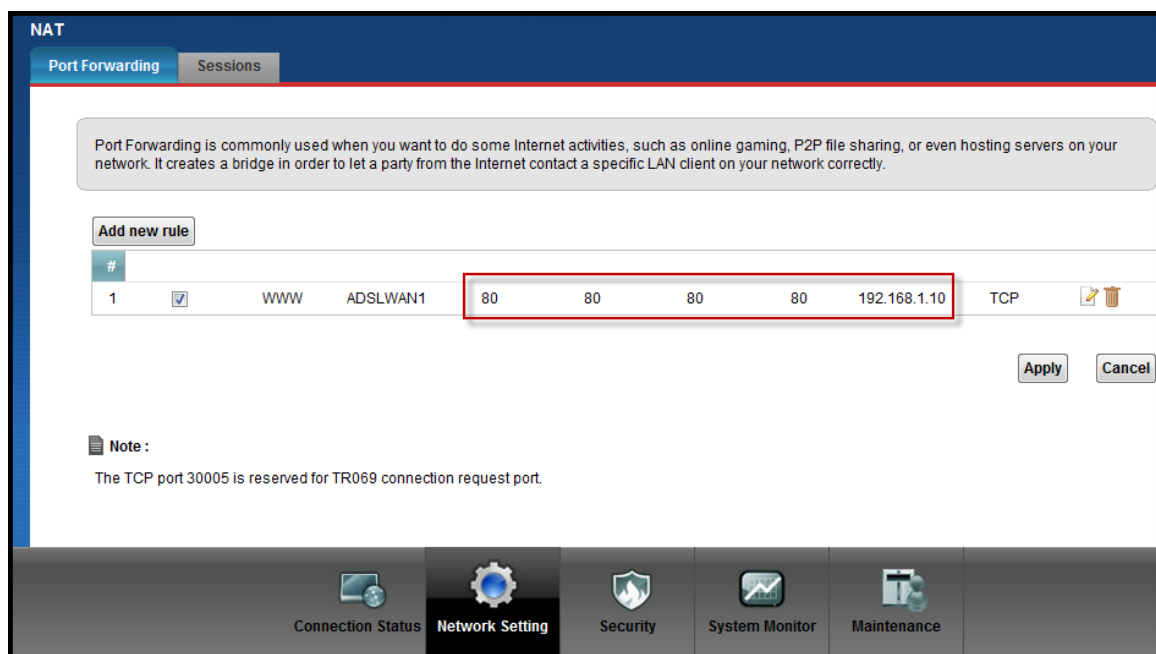 NAT
Port Forwarding Sessions
Port Forwarding is commonly used when you want to do some Internet activities, such as online gaming, P2P file sharing, or even hosting servers on your
network. It creates a bridge in order to let a party from the Internet contact a specific LAN client on your network correctly.
Add new rule
#
1 WWW ADSLWAN1 80 80 80 80 192.168.1.10 TCP
Apply Cancel
Note :
The TCP port 30005 is reserved for TR069 connection request port.
Connection Status Network Setting Security System Monitor Maintenance